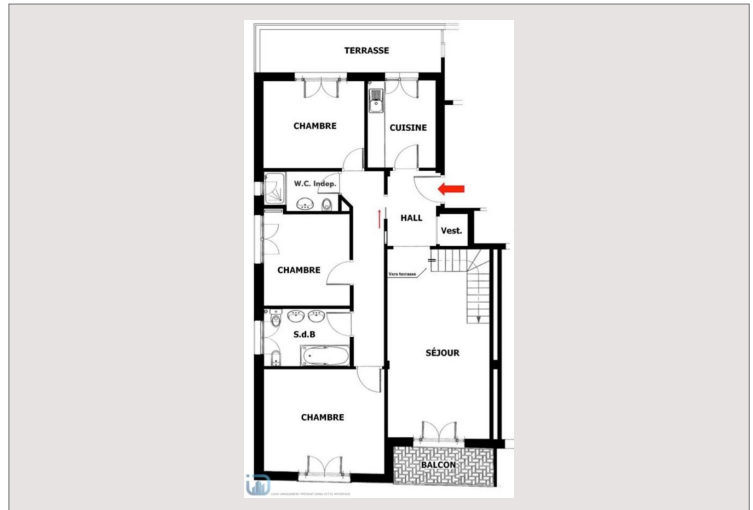 TERRASSE
CHAMBRE
CUISINE
W.C. Indep.
HALL
Vest.
CHAMBRE
Vers terrasse
S.d.B
SÉJOUR
CHAMBRE
BALCON